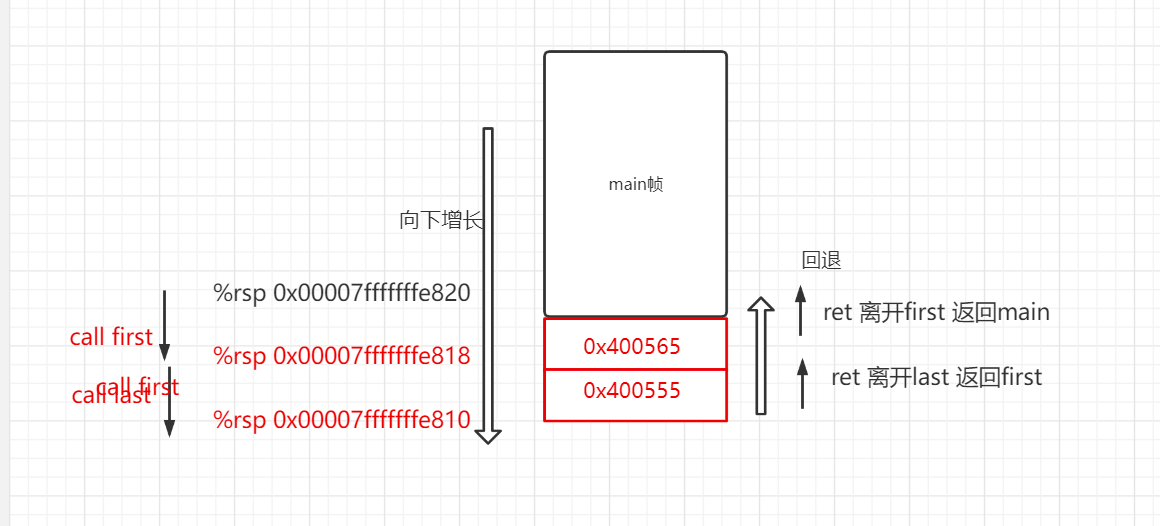 main帧
向下增长
回退
%rsp 0x00007fffffffe820
ret 离开first 返回main
call first
%rsp 0x00007fffffffe818
0x400565
ret 离开last 返回first
call first
call last
0x400555
%rsp 0x00007fffffffe810